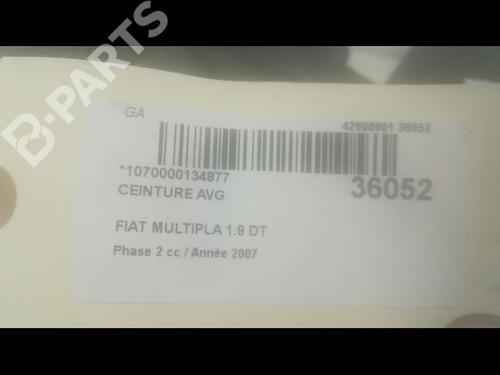 B-PARTS
GA
42600901 36052
*1070000134877
CEINTURE AVG
36052
FIAT MULTIPLA 1.9 DT
Phase 2 cc / Année 2007